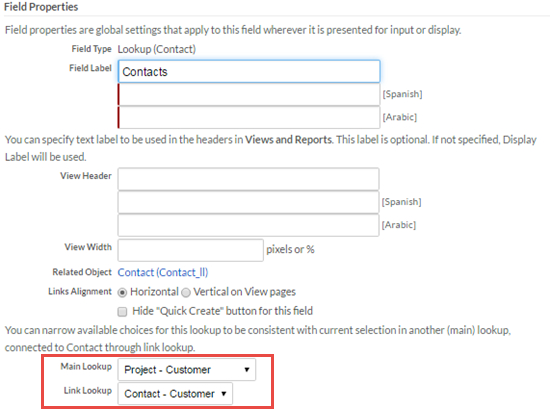 Field Properties
Field properties are global settings that apply to this field wherever it is presented for input or display.
Field Type Lookup (Contact)
Field Label Contacts
[Spanish]
[Arabic]
You can specify text label to be used in the headers in Views and Reports. This label is optional. If not specified, Display
Label will be used.
View Header
[Spanish]
[Arabic]
View Width pixels or %
Related Object Contact (Contact_ll)
Links Alignment Horizontal Vertical on View pages
Hide "Quick Create" button for this field
You can narrow available choices for this lookup to be consistent with current selection in another (main) lookup,
connected to Contact through link lookup.
Main Lookup Project - Customer
Link Lookup Contact - Customer